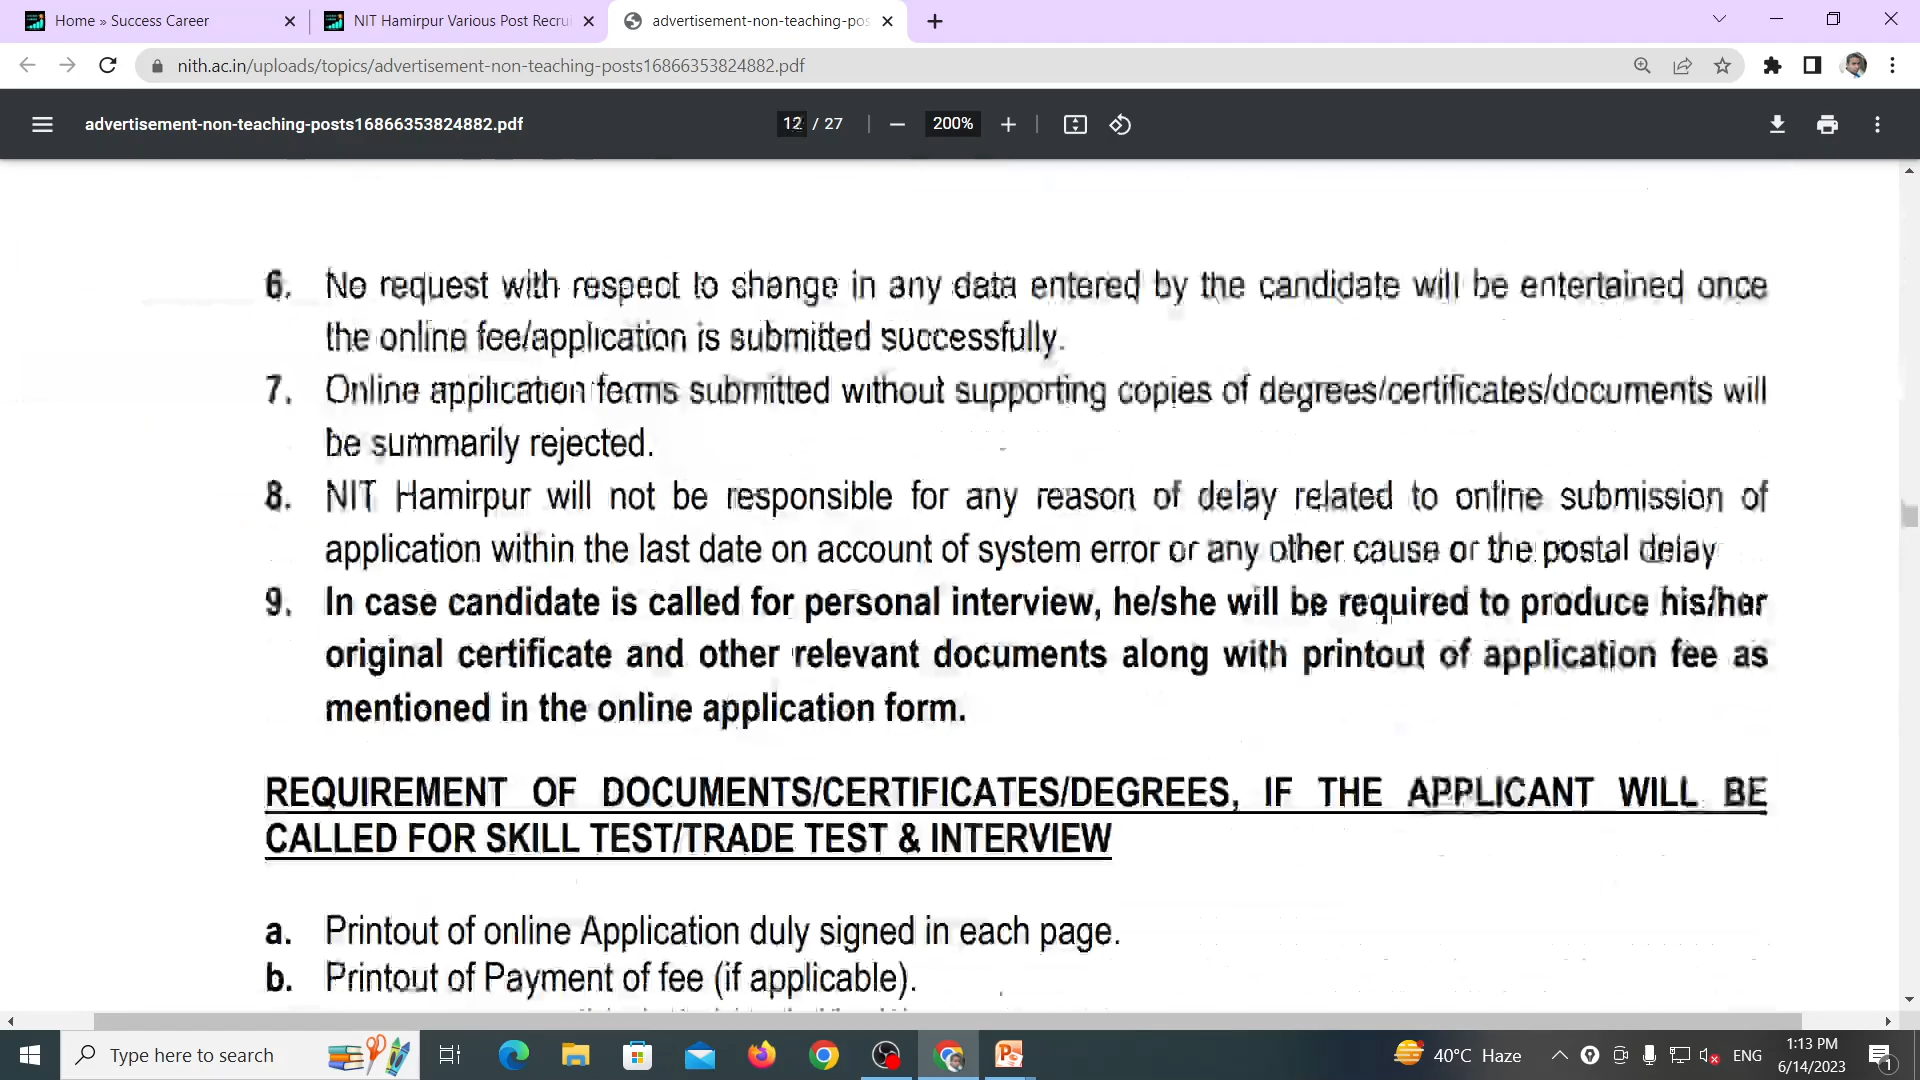 Home » Success Career
NIT Hamirpur Various Post Recrui
advertisement-non-teaching-pos
nith.ac.in/uploads/topics/advertisement-non-teaching-posts16866353824882.pdf
advertisement-non-teaching-posts16866353824882.pdf
12 / 27
200%
6. No request with respect to change in any data entered by the candidate will be entertained once
the online fee/application is submitted successfully.
7. Online application forms submitted without supporting copies of degrees/certificates/documents will
be summarily rejected.
8. NIT Hamirpur will not be responsible for any reason of delay related to online submission of
application within the last date on account of system error or any other cause or the postal delay
9. In case candidate is called for personal interview, he/she will be required to produce his/her
original certificate and other relevant documents along with printout of application fee as
mentioned in the online application form.
REQUIREMENT OF DOCUMENTS/CERTIFICATES/DEGREES, IF THE APPLICANT WILL BE
CALLED FOR SKILL TEST/TRADE TEST & INTERVIEW
a. Printout of online Application duly signed in each page.
b. Printout of Payment of fee (if applicable).
Type here to search
40°C Haze
ENG
1:13 PM
6/14/2023
1